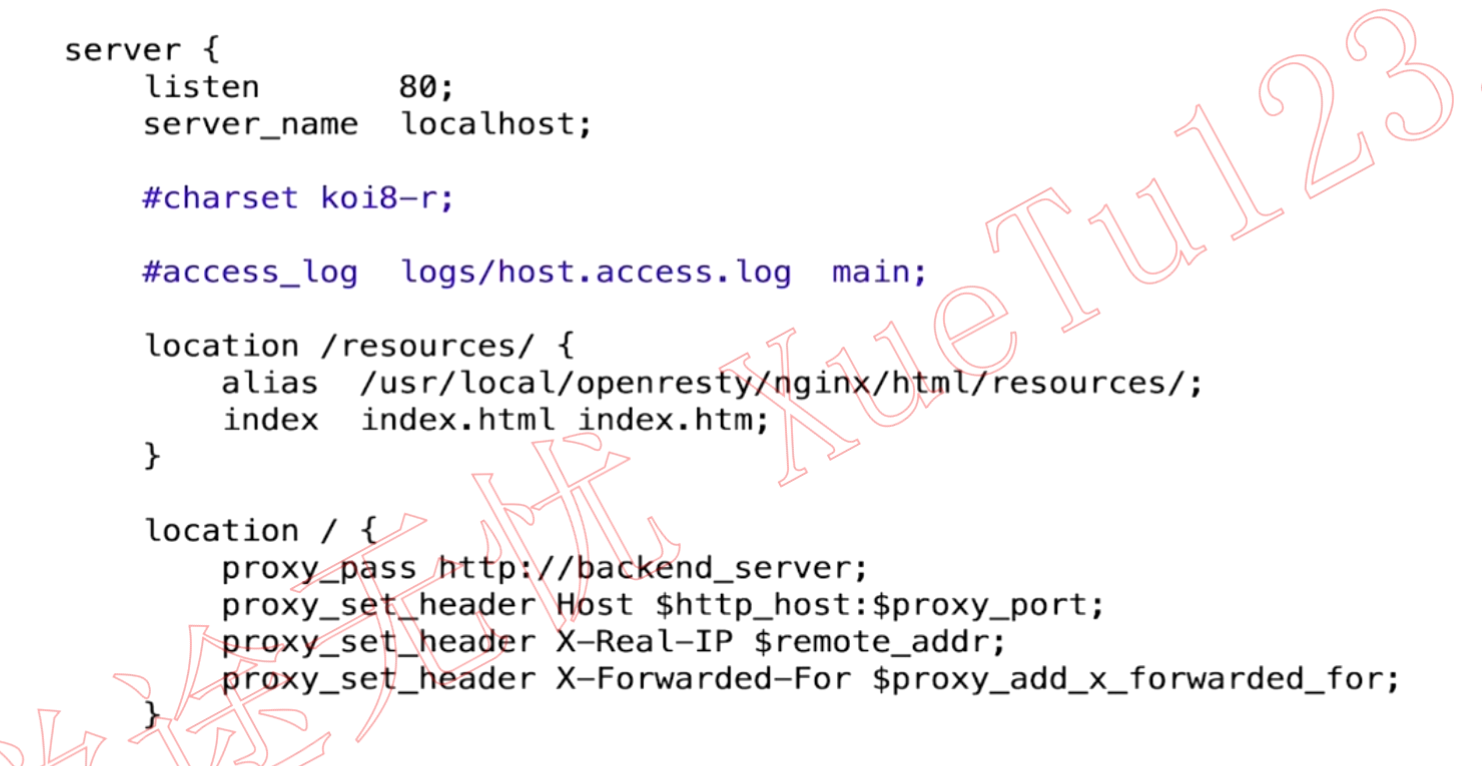 server {
    listen       80;
    server_name  localhost;
    #charset koi8-r;
    #access_log  logs/host.access.log  main;
    location /resources/ {
        alias  /usr/local/openresty/nginx/html/resources/;
        index  index.html index.htm;
    }
    location / {
        proxy_pass http://backend_server;
        proxy_set_header Host $http_host:$proxy_port;
        proxy_set_header X-Real-IP $remote_addr;
        proxy_set_header X-Forwarded-For $proxy_add_x_forwarded_for;
    }
途无忧 XueTu123